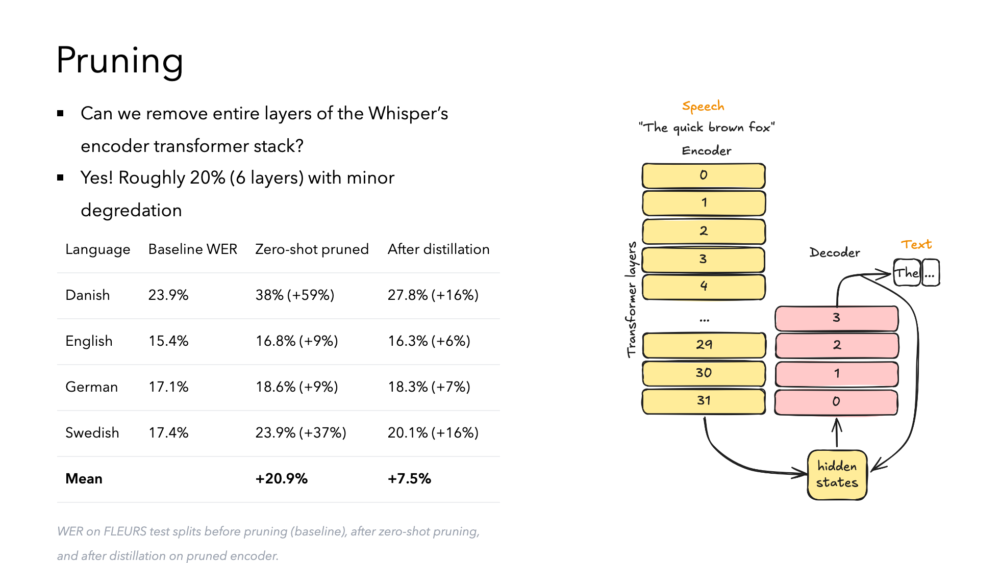 Pruning
▪ Can we remove entire layers of the Whisper’s
encoder transformer stack?
▪ Yes! Roughly 20% (6 layers) with minor
degredation
Language Baseline WER Zero-shot pruned After distillation
Danish 23.9% 38% (+59%) 27.8% (+16%)
English 15.4% 16.8% (+9%) 16.3% (+6%)
German 17.1% 18.6% (+9%) 18.3% (+7%)
Swedish 17.4% 23.9% (+37%) 20.1% (+16%)
Mean +20.9% +7.5%
WER on FLEURS test splits before pruning (baseline), after zero-shot pruning,
and after distillation on pruned encoder.
Speech
"The quick brown fox"
Encoder
Transformer layers
0
1
2
3
4
...
29
30
31
Decoder
3
2
1
0
hidden
states
Text
The ...